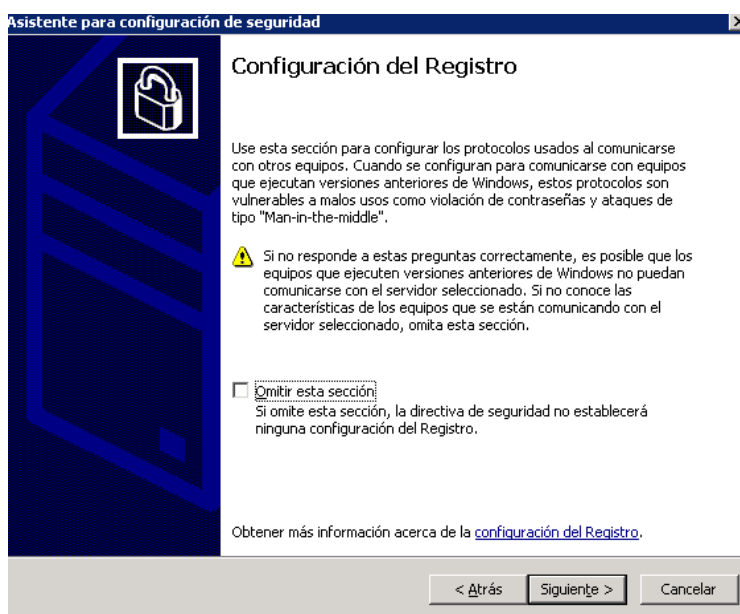 Asistente para configuración de seguridad
Configuración del Registro
Use esta sección para configurar los protocolos usados al comunicarse
con otros equipos. Cuando se configuran para comunicarse con equipos
que ejecutan versiones anteriores de Windows, estos protocolos son
vulnerables a malos usos como violación de contraseñas y ataques de
tipo "Man-in-the-middle".
Si no responde a estas preguntas correctamente, es posible que los
equipos que ejecuten versiones anteriores de Windows no puedan
comunicarse con el servidor seleccionado. Si no conoce las
características de los equipos que se están comunicando con el
servidor seleccionado, omita esta sección.
Omitir esta sección
Si omite esta sección, la directiva de seguridad no establecerá
ninguna configuración del Registro.
Obtener más información acerca de la configuración del Registro.
< Atrás Siguiente > Cancelar